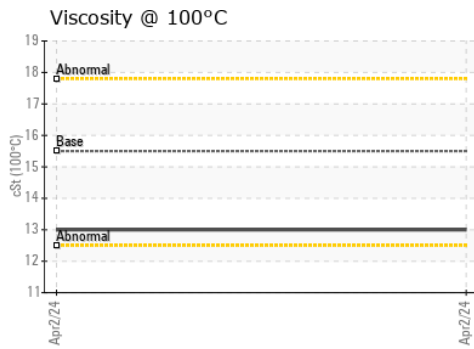 Viscosity @ 100°C
19
Abnormal
18
17
16
Base
15
14
13
Abnormal
12
11
cSt (100°C)
Apr2/24
Apr2/24